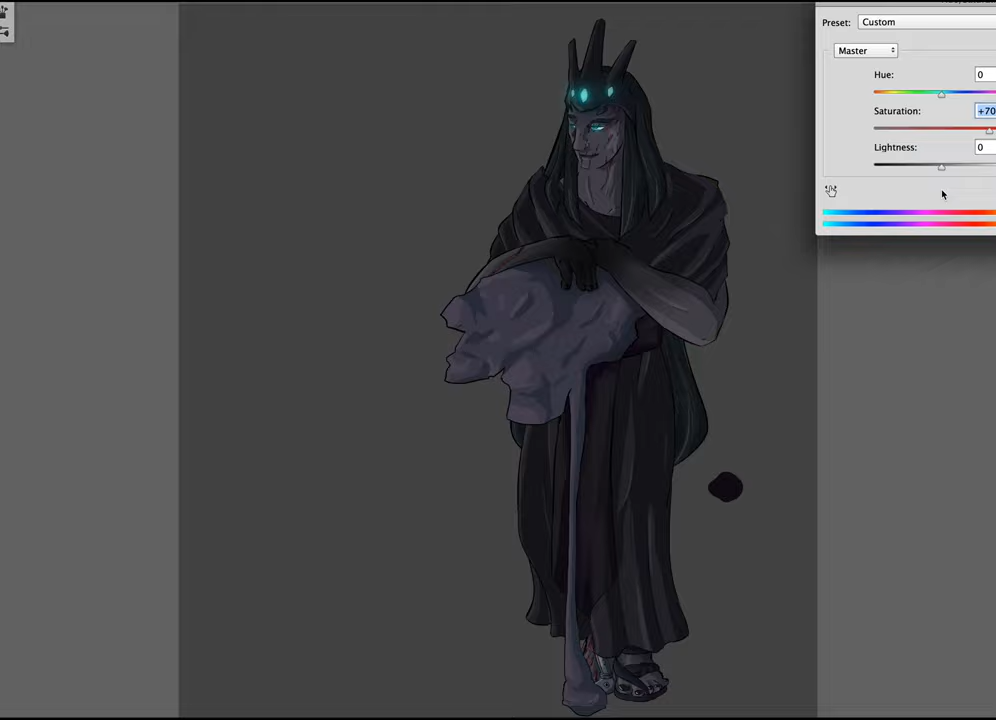 Preset: Custom
Master
Hue: 0
Saturation: +70
Lightness: 0